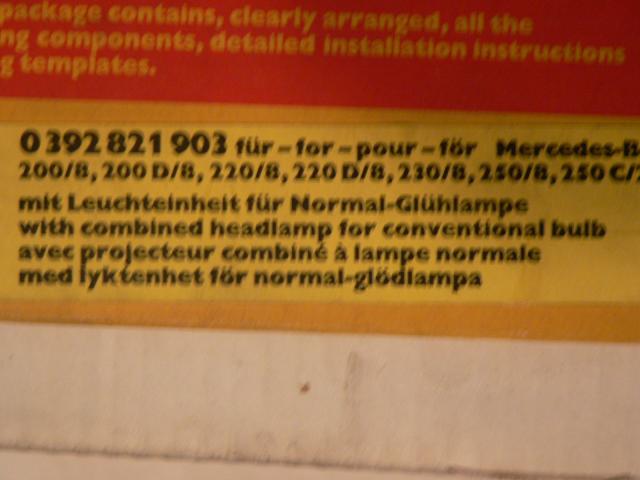 package contains, clearly arranged, all the
ng components, detailed installation instructions
g templates.
0 392 821 903 für – for – pour – för Mercedes-B
200/8, 200 D/8, 220/8, 220 D/8, 230/8, 250/8, 250 C/
mit Leuchteinheit für Normal-Glühlampe
with combined headlamp for conventional bulb
avec projecteur combiné à lampe normale
med lyktenhet för normal-glödlampa